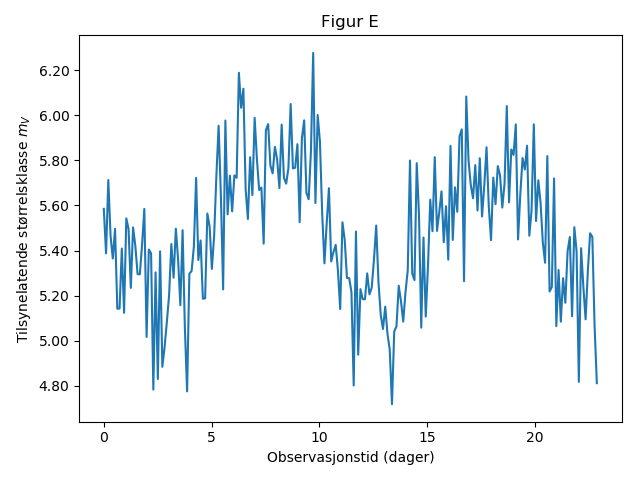 Figur E
Tilsynelatende størrelsklasse $m_V$
6.20
6.00
5.80
5.60
5.40
5.20
5.00
4.80
0 5 10 15 20
Observasjonstid (dager)